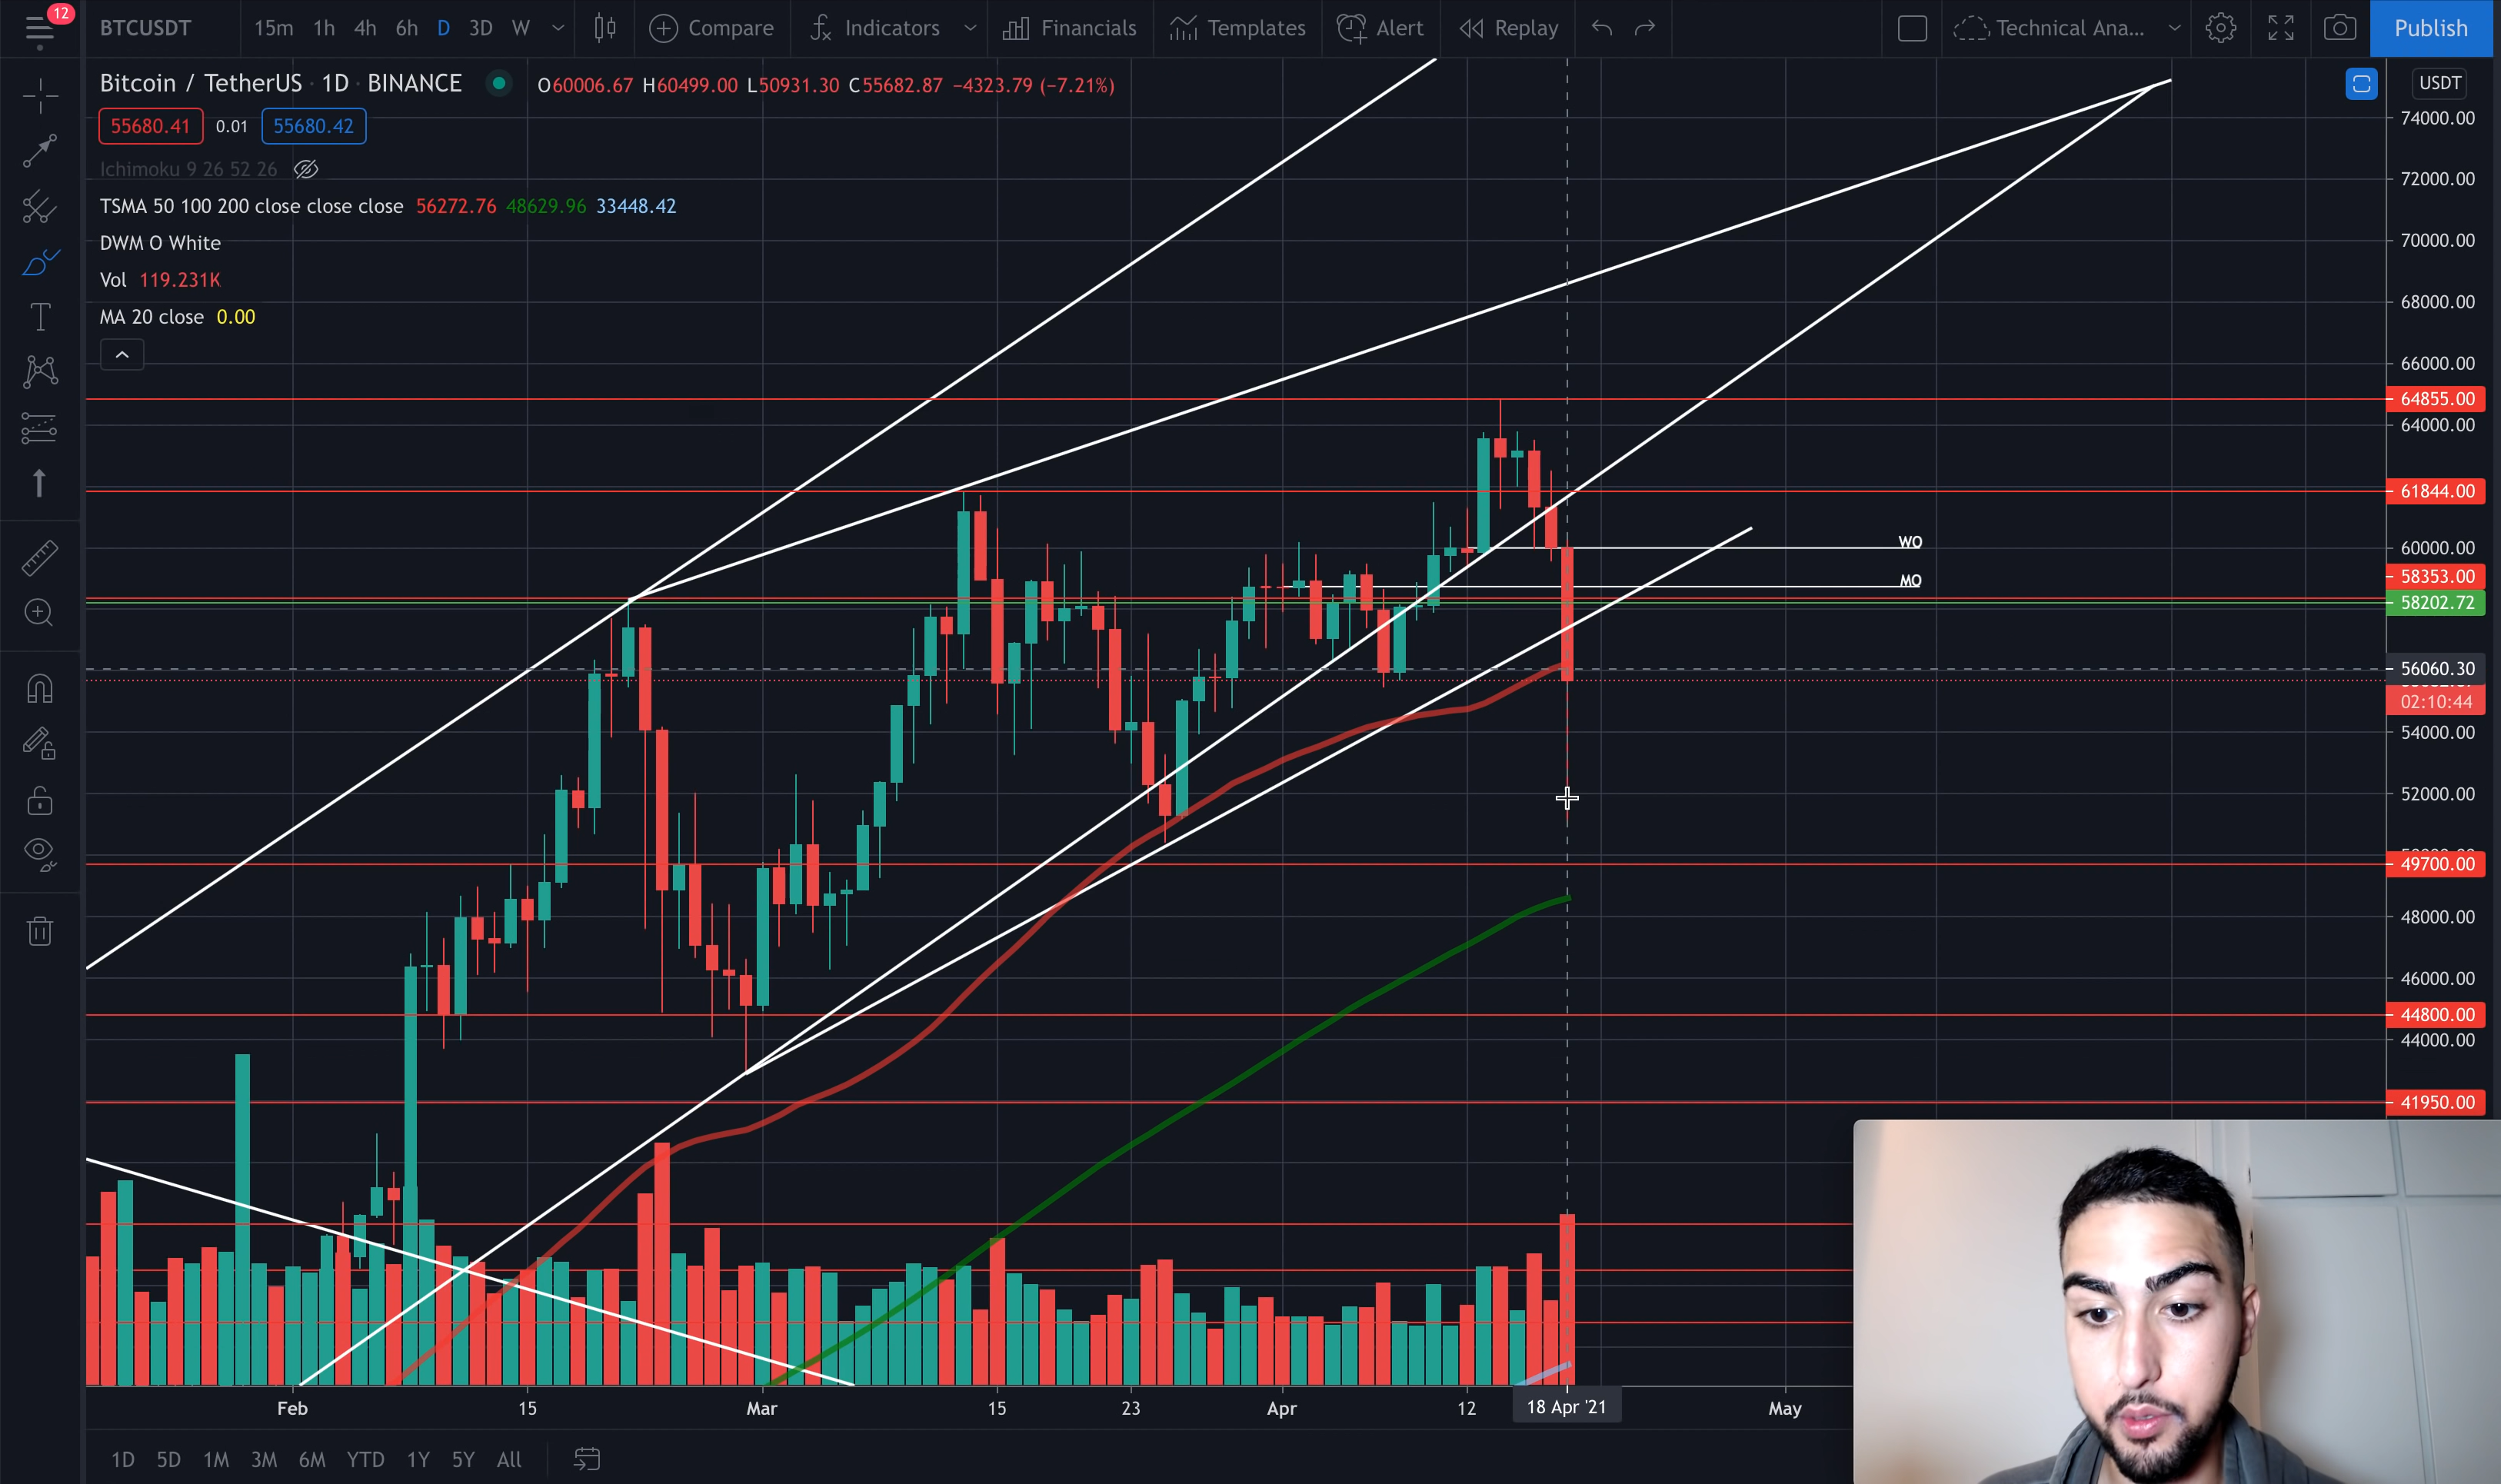 12
BTCUSDT 15m 1h 4h 6h D 3D W Compare Indicators Financials Templates Alert Replay Technical Ana... Publish
Bitcoin / TetherUS · 1D · BINANCE O60006.67 H60499.00 L50931.30 C55682.87 −4323.79 (−7.21%)
USDT
55680.41 0.01 55680.42
74000.00
Ichimoku 9 26 52 26
72000.00
TSMA 50 100 200 close close close 56272.76 48629.96 33448.42
DWM O White
70000.00
Vol 119.231K
68000.00
MA 20 close 0.00
66000.00
64855.00
64000.00
61844.00
WO
60000.00
MO
58353.00
58202.72
56060.30
02:10:44
54000.00
52000.00
49700.00
48000.00
46000.00
44800.00
44000.00
41950.00
Feb 15 Mar 15 23 Apr 12 18 Apr '21 May
1D 5D 1M 3M 6M YTD 1Y 5Y All